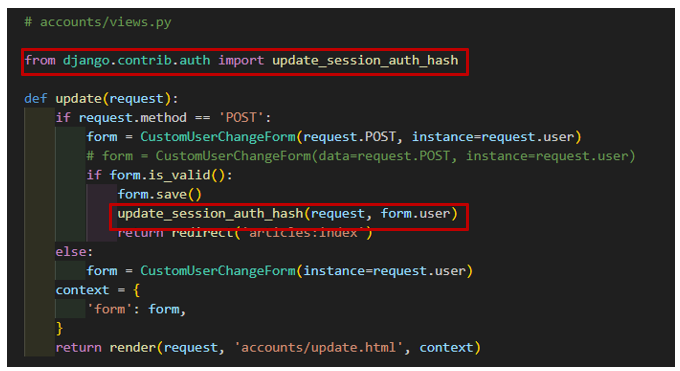 # accounts/views.py
from django.contrib.auth import update_session_auth_hash
def update(request):
if request.method == 'POST':
form = CustomUserChangeForm(request.POST, instance=request.user)
# form = CustomUserChangeForm(data=request.POST, instance=request.user)
if form.is_valid():
form.save()
update_session_auth_hash(request, form.user)
return redirect('articles:index')
else:
form = CustomUserChangeForm(instance=request.user)
context = {
'form': form,
}
return render(request, 'accounts/update.html', context)